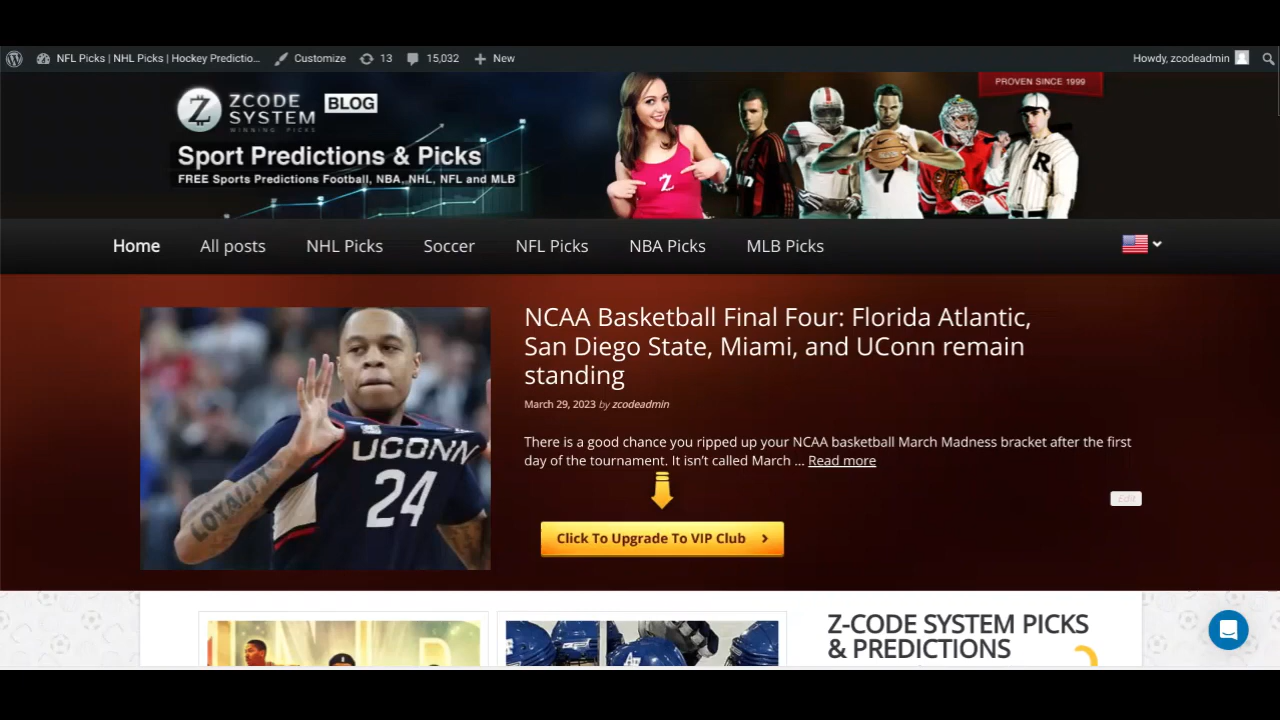 NFL Picks | NHL Picks | Hockey Predictio... Customize 13 15,032 New Howdy, zcodeadmin
PROVEN SINCE 1999
ZCODE
SYSTEM
WINNING PICKS
BLOG
Sport Predictions & Picks
FREE Sports Predictions Football, NBA, NHL, NFL and MLB
Z
R
Home All posts NHL Picks Soccer NFL Picks NBA Picks MLB Picks
NCAA Basketball Final Four: Florida Atlantic,
San Diego State, Miami, and UConn remain
standing
March 29, 2023 by zcodeadmin
There is a good chance you ripped up your NCAA basketball March Madness bracket after the first
day of the tournament. It isn’t called March ... Read more
Edit
Click To Upgrade To VIP Club
UCONN
24
LOYALTY
Z-CODE SYSTEM PICKS
& PREDICTIONS